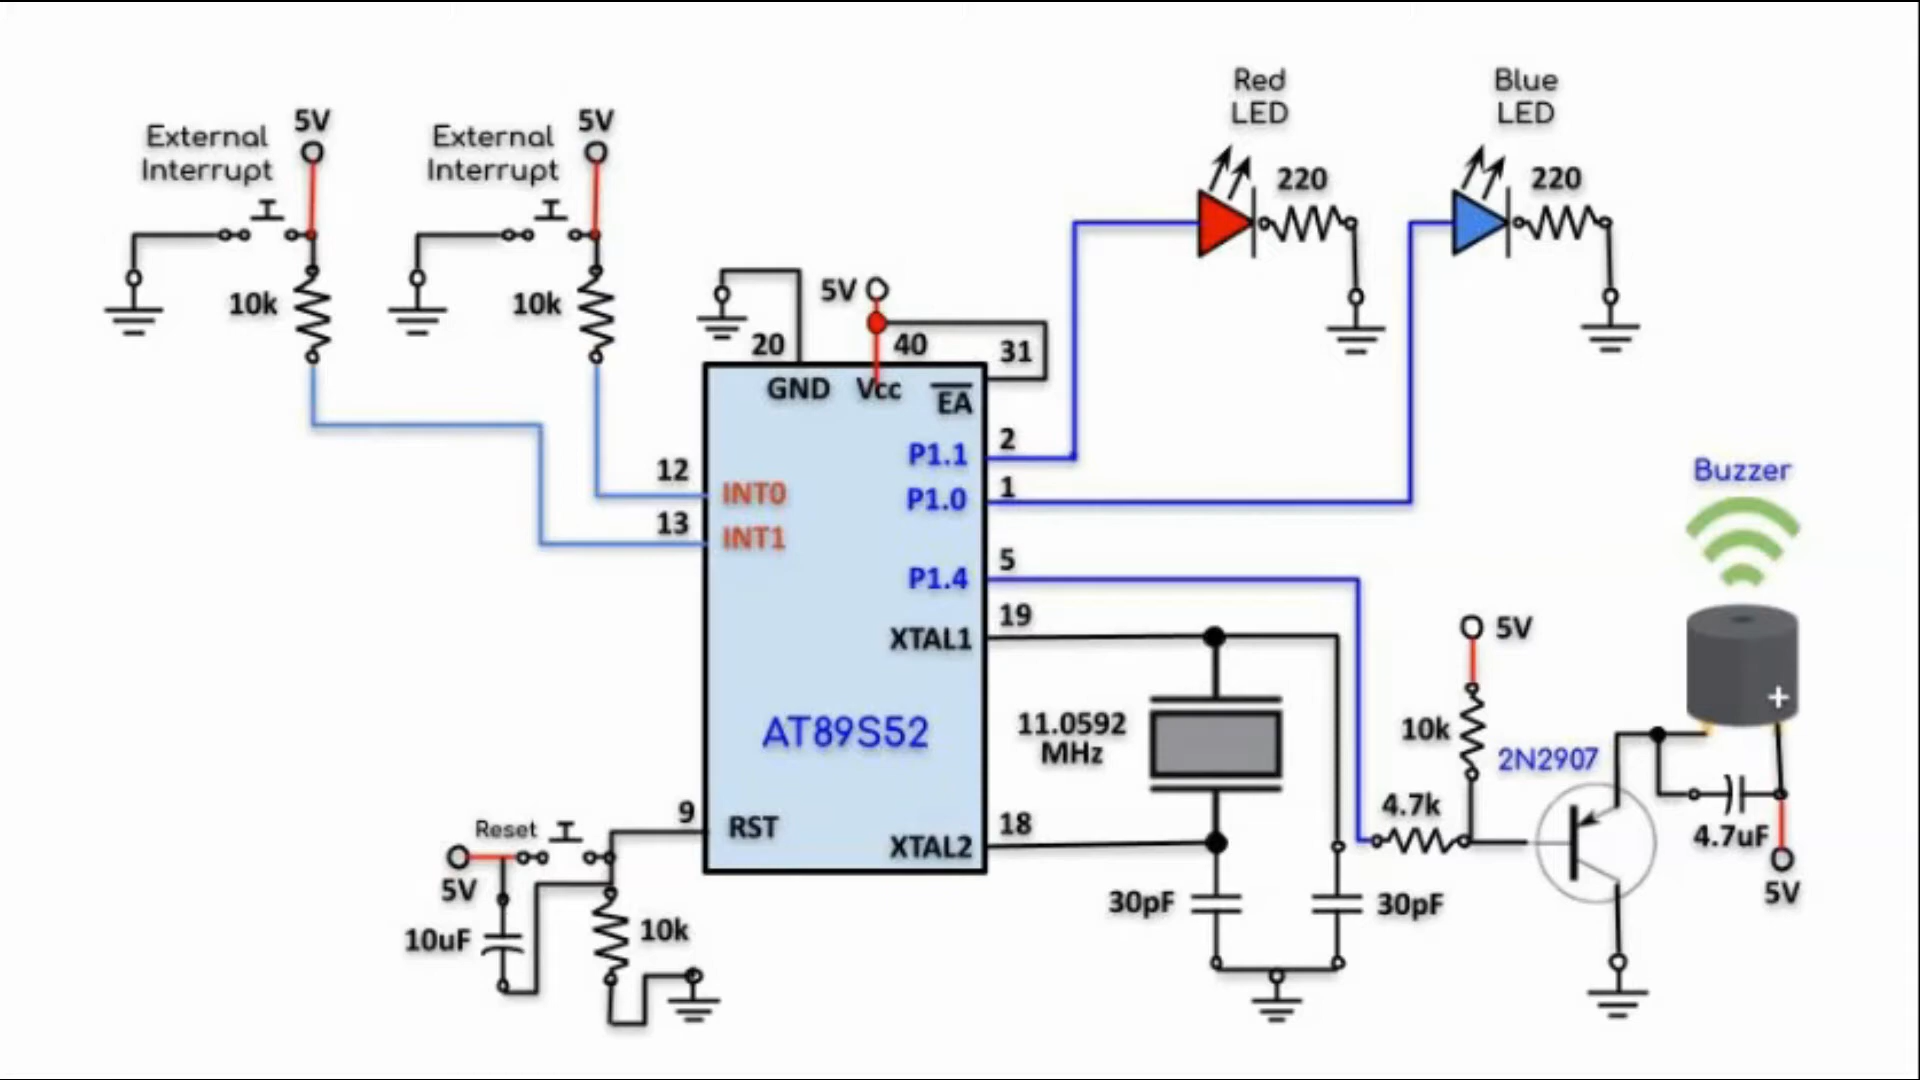 Red
LED
Blue
LED
External
Interrupt
5V
External
Interrupt
5V
220
220
10k
10k
5V
20
40
31
GND
Vcc
EA
P1.1
2
P1.0
1
12
INT0
13
INT1
P1.4
5
XTAL1
19
Buzzer
5V
+
AT89S52
11.0592
MHz
10k
2N2907
4.7k
4.7uF
5V
9
RST
XTAL2
18
Reset
5V
10uF
10k
30pF
30pF